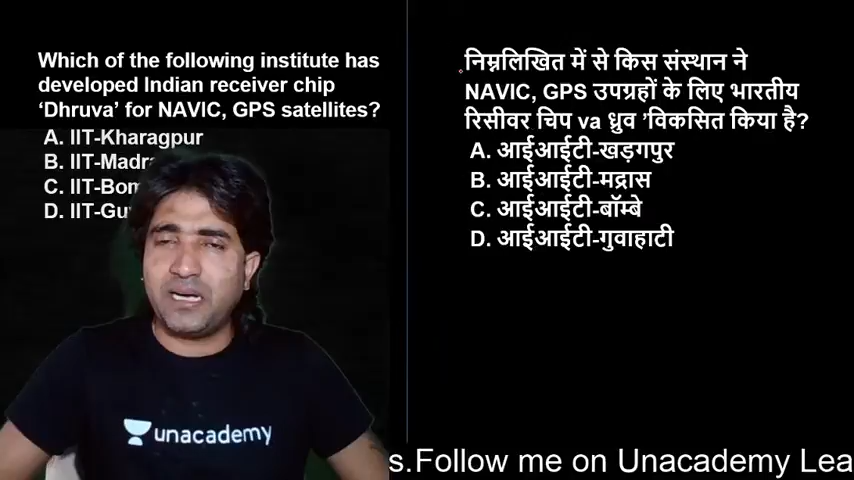 Which of the following institute has
developed Indian receiver chip
‘Dhruva’ for NAVIC, GPS satellites?
A. IIT-Kharagpur
B. IIT-Madr
C. IIT-Bom
D. IIT-Gu
निम्नलिखित में से किस संस्थान ने
NAVIC, GPS उपग्रहों के लिए भारतीय
रिसीवर चिप va ध्रुव ’विकसित किया है?
A. आईआईटी-खड़गपुर
B. आईआईटी-मद्रास
C. आईआईटी-बॉम्बे
D. आईआईटी-गुवाहाटी
unacademy
s.Follow me on Unacademy Lea